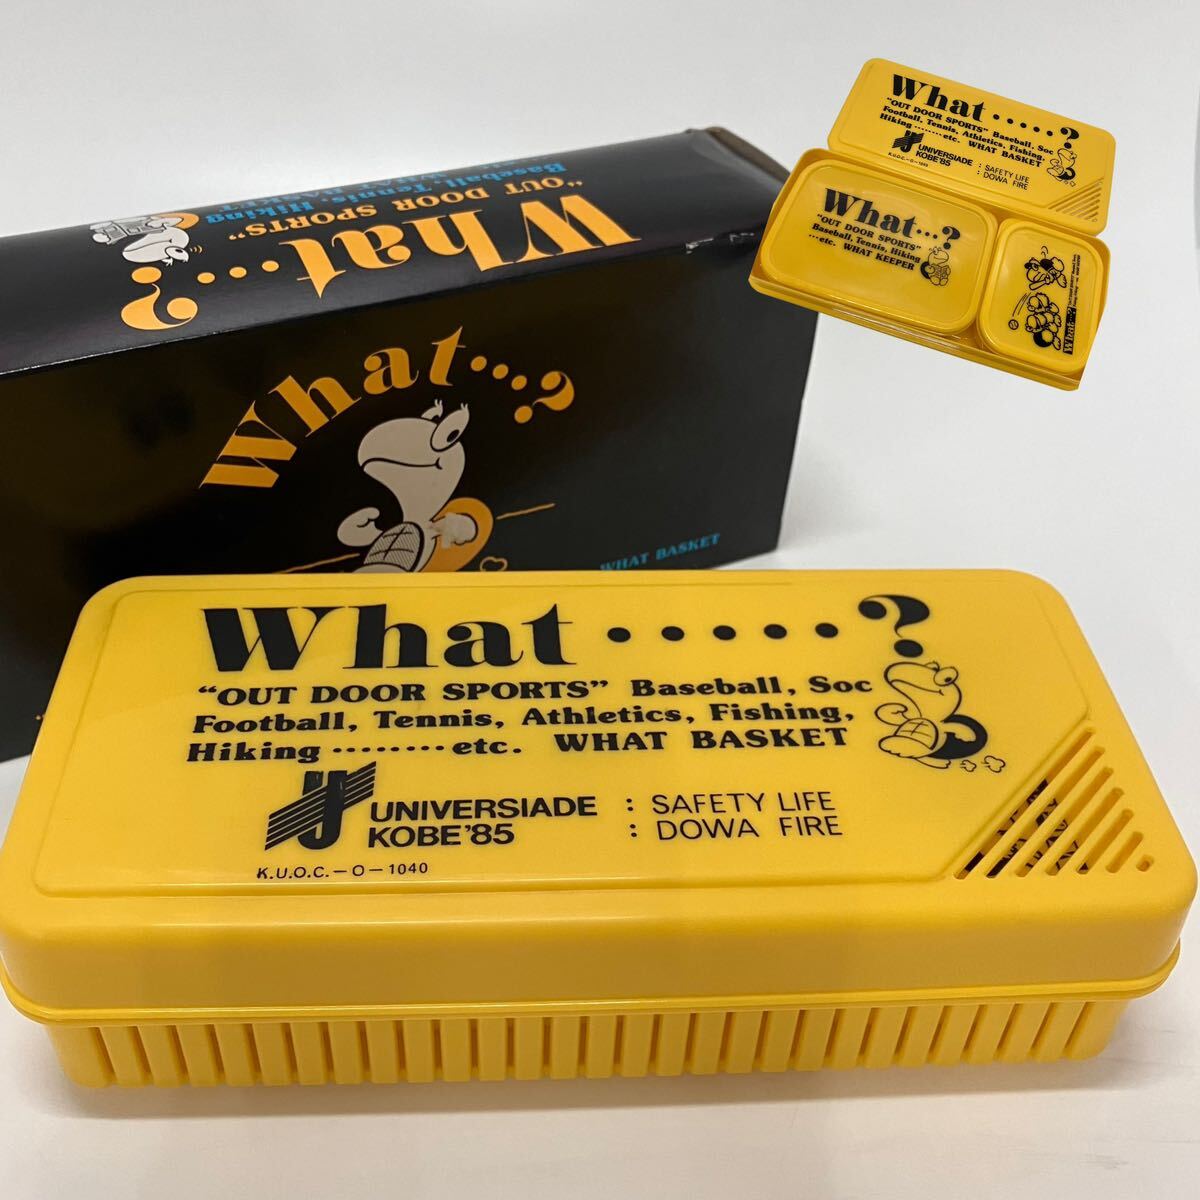 What·····?
"OUT DOOR SPORTS"
Baseball, Tennis, Hiking
What···?
WHAT BASKET
What·····?
"OUT DOOR SPORTS" Baseball, Soc
Football, Tennis, Athletics, Fishing,
Hiking ········· etc. WHAT BASKET
UNIVERSIADE : SAFETY LIFE
KOBE '85 : DOWA FIRE
K.U.O.C.-O-1040
What·····?
"OUT DOOR SPORTS" Baseball, Soc
Football, Tennis, Athletics, Fishing,
Hiking ········· etc. WHAT BASKET
UNIVERSIADE : SAFETY LIFE
KOBE '85 : DOWA FIRE
K.U.O.C.-O-1040
What···?
"OUT DOOR SPORTS"
Baseball, Tennis, Hiking
···etc. WHAT KEEPER
What···?